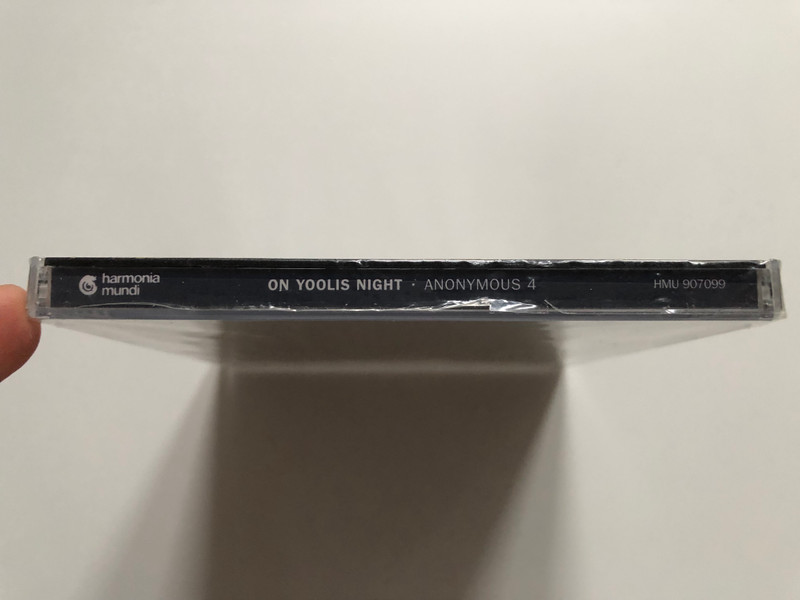 harmonia
mundi
ON YOOLIS NIGHT · ANONYMOUS 4
HMU 907099